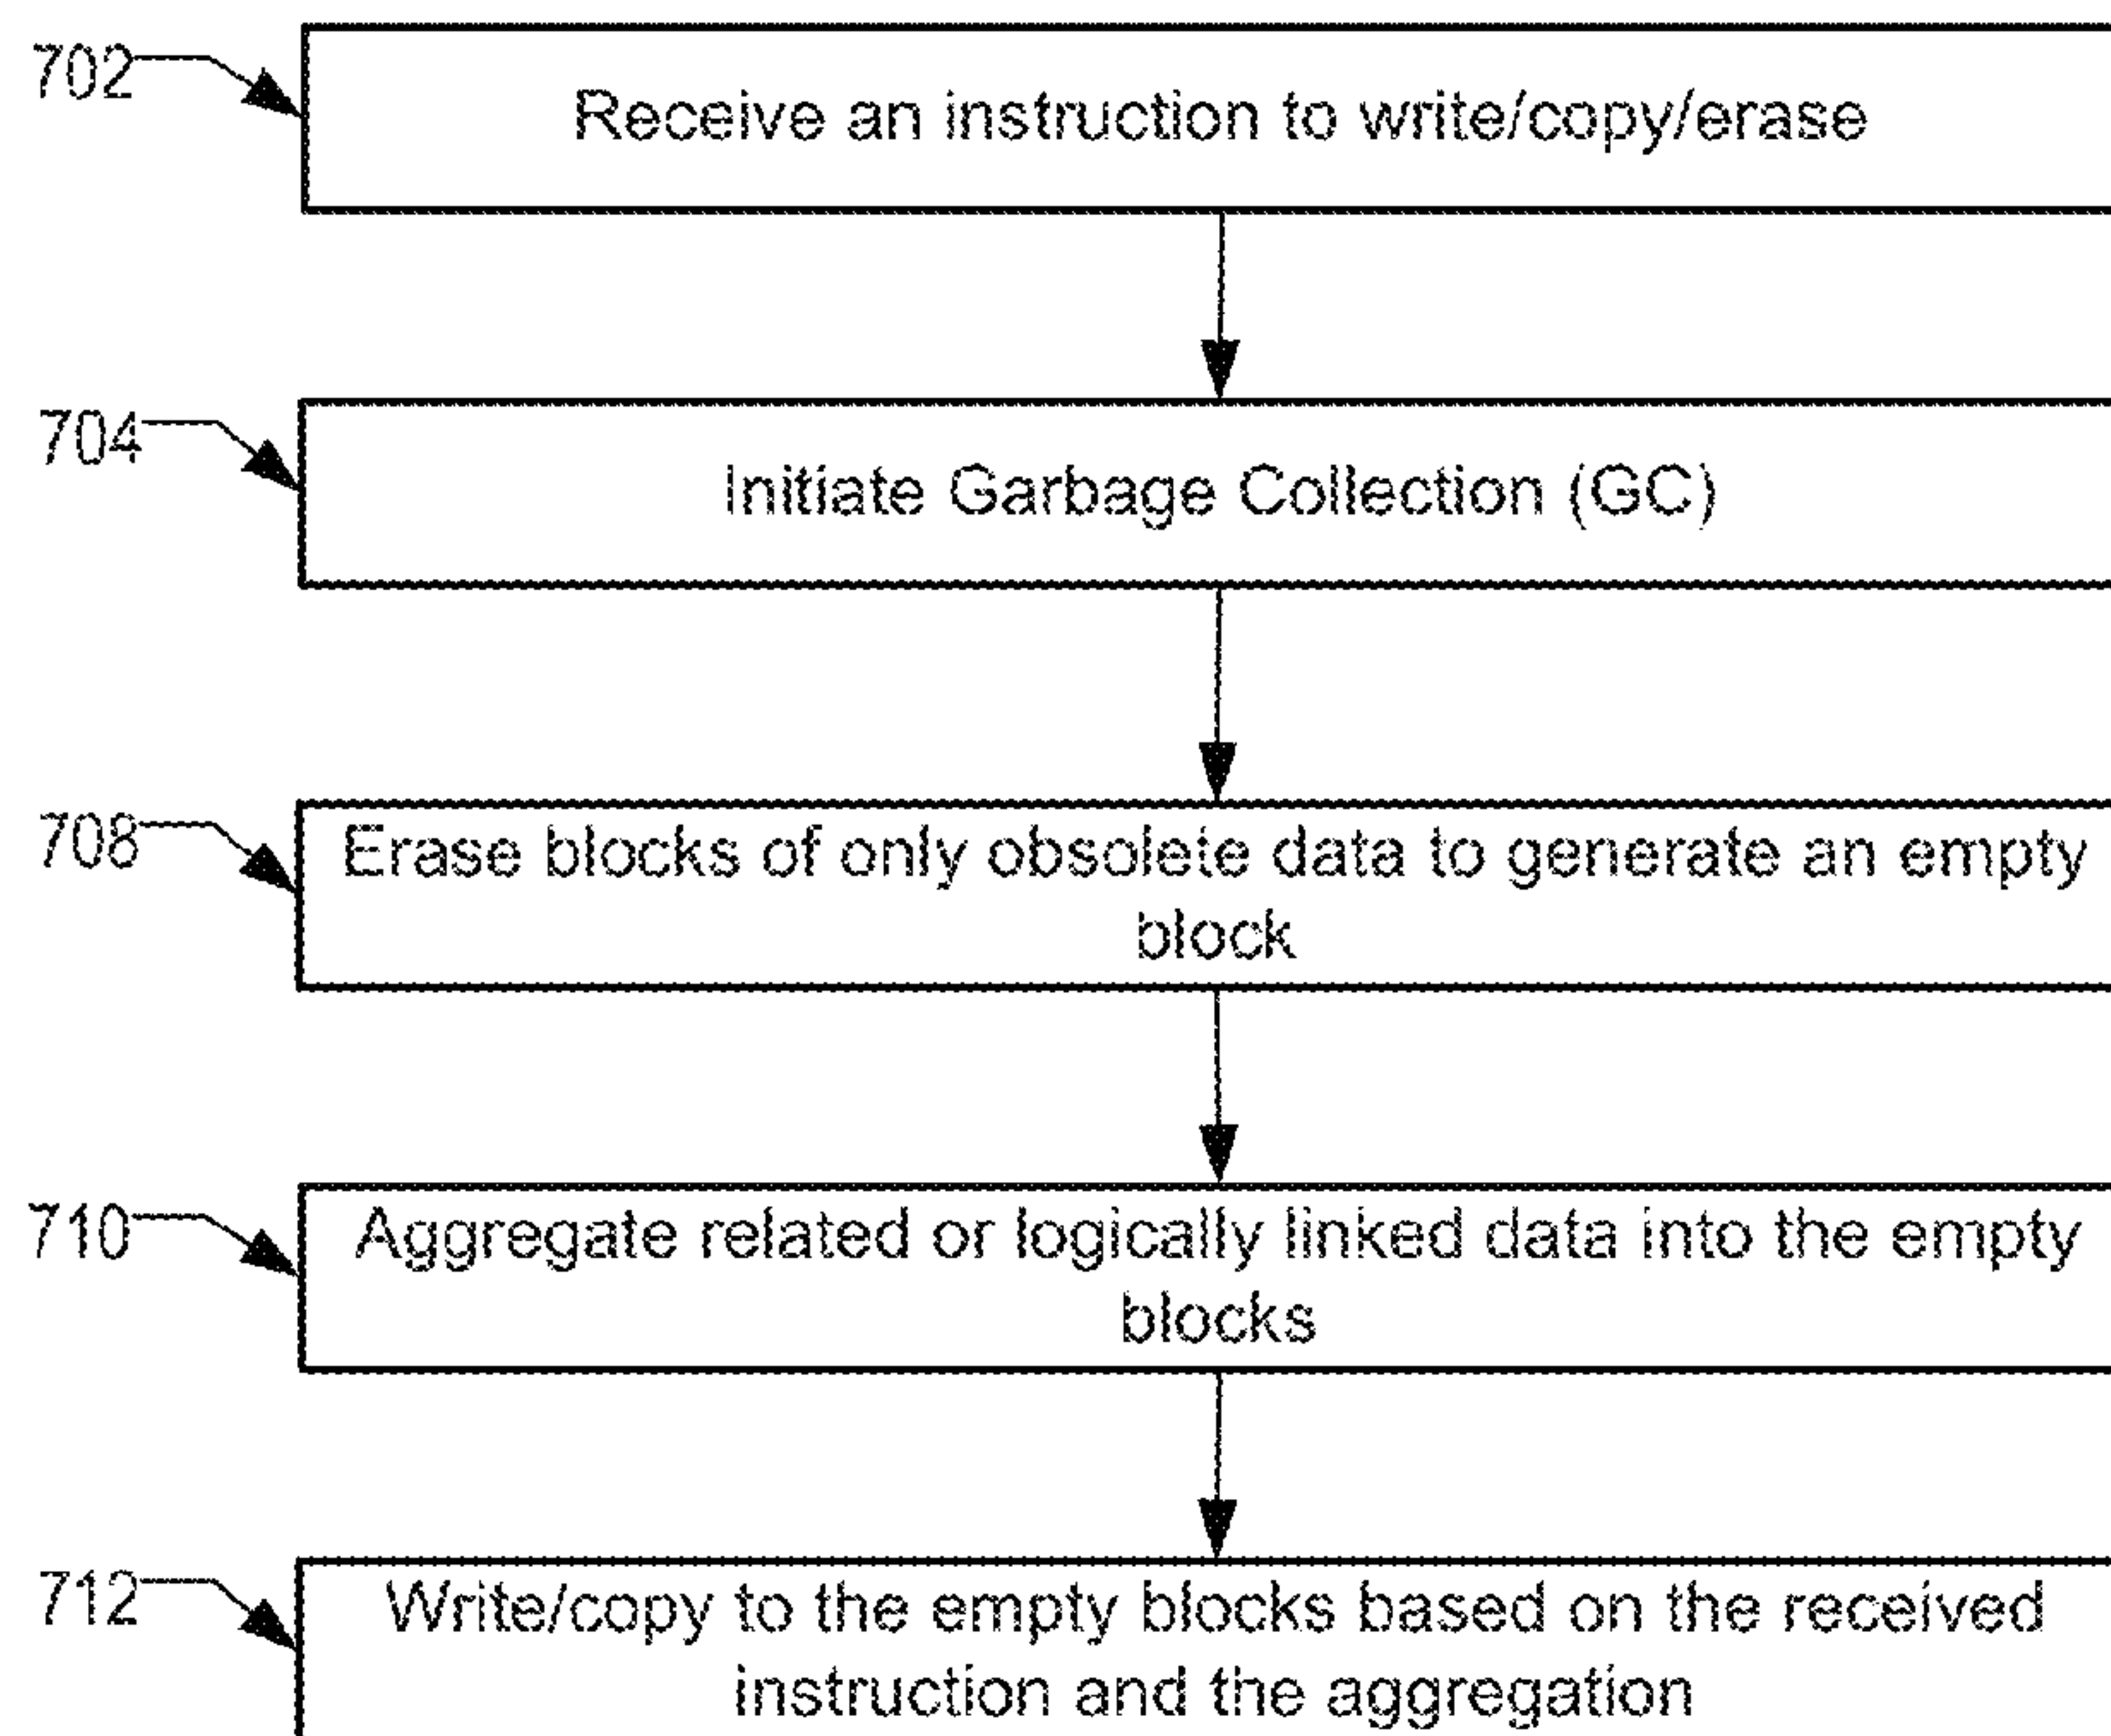 702
Receive an instruction to write/copy/erase
704
Initiate Garbage Collection (GC)
708
Erase blocks of only obsolete data to generate an empty
block
710
Aggregate related or logically linked data into the empty
blocks
712
Write/copy to the empty blocks based on the received
instruction and the aggregation